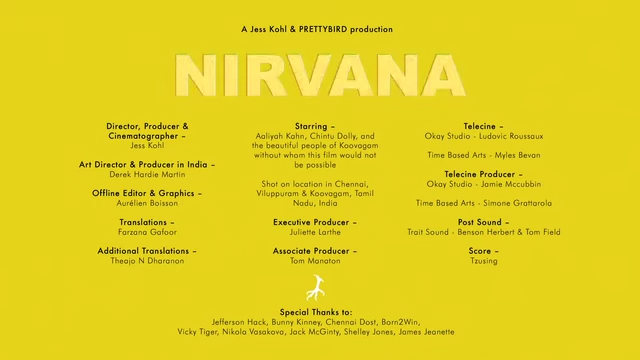 A Jess Kohl & PRETTYBIRD production
NIRVANA
Director, Producer &
Cinematographer –
Jess Kohl
Art Director & Producer in India –
Derek Hardie Martin
Offline Editor & Graphics –
Aurélien Boisson
Translations –
Farzana Gafoor
Additional Translations –
Theajo N Dharanon
Starring –
Aaliyah Kahn, Chintu Dolly, and
the beautiful people of Koovagam
without whom this film would not
be possible
Shot on location in Chennai,
Viluppuram & Koovagam, Tamil
Nadu, India
Executive Producer –
Juliette Larthe
Associate Producer –
Tom Manaton
Telecine –
Okay Studio - Ludovic Roussaux
Time Based Arts - Myles Bevan
Telecine Producer –
Okay Studio - Jamie Mccubbin
Time Based Arts - Simone Grattarola
Post Sound –
Trait Sound - Benson Herbert & Tom Field
Score –
Tzusing
Special Thanks to:
Jefferson Hack, Bunny Kinney, Chennai Dost, Born2Win,
Vicky Tiger, Nikola Vasakova, Jack McGinty, Shelley Jones, James Jeanette